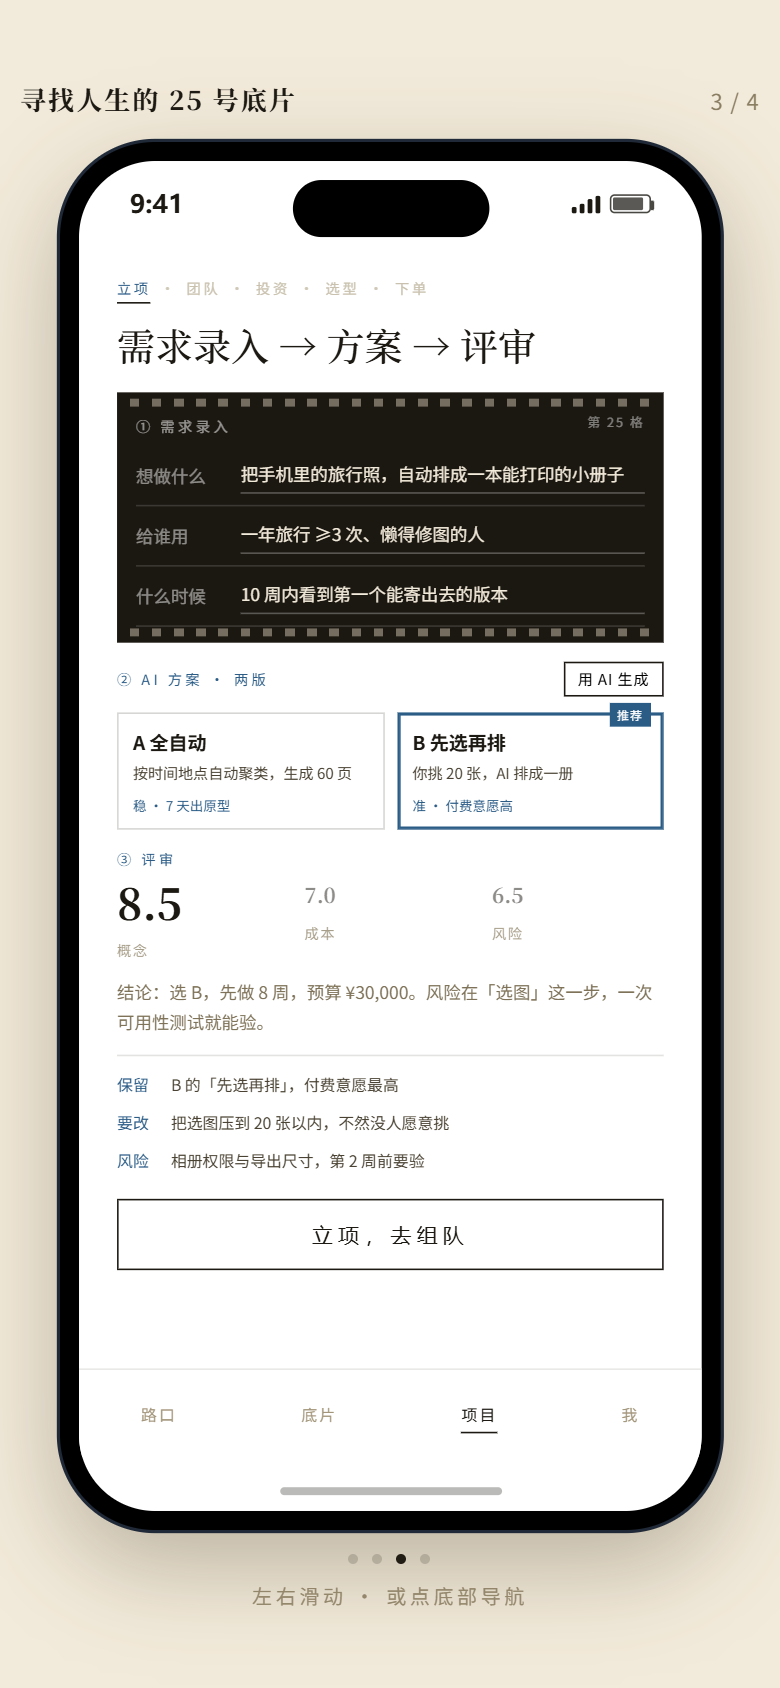 寻找人生的 25 号底片
3 / 4
9:41
立项 · 团队 · 投资 · 选型 · 下单
需求录入 → 方案 → 评审
① 需求录入
第 25 格
想做什么 把手机里的旅行照，自动排成一本能打印的小册子
给谁用 一年旅行 ≥3 次、懒得修图的人
什么时候 10 周内看到第一个能寄出去的版本
② AI 方案 · 两版
用 AI 生成
A 全自动
按时间地点自动聚类，生成 60 页
稳 · 7 天出原型
推荐
B 先选再排
你挑 20 张，AI 排成一册
准 · 付费意愿高
③ 评审
8.5 7.0 6.5
概念 成本 风险
结论：选 B，先做 8 周，预算 ¥30,000。风险在「选图」这一步，一次
可用性测试就能验。
保留 B 的「先选再排」，付费意愿最高
要改 把选图压到 20 张以内，不然没人愿意挑
风险 相册权限与导出尺寸，第 2 周前要验
立项，去组队
路口 底片 项目 我
左右滑动 · 或点底部导航